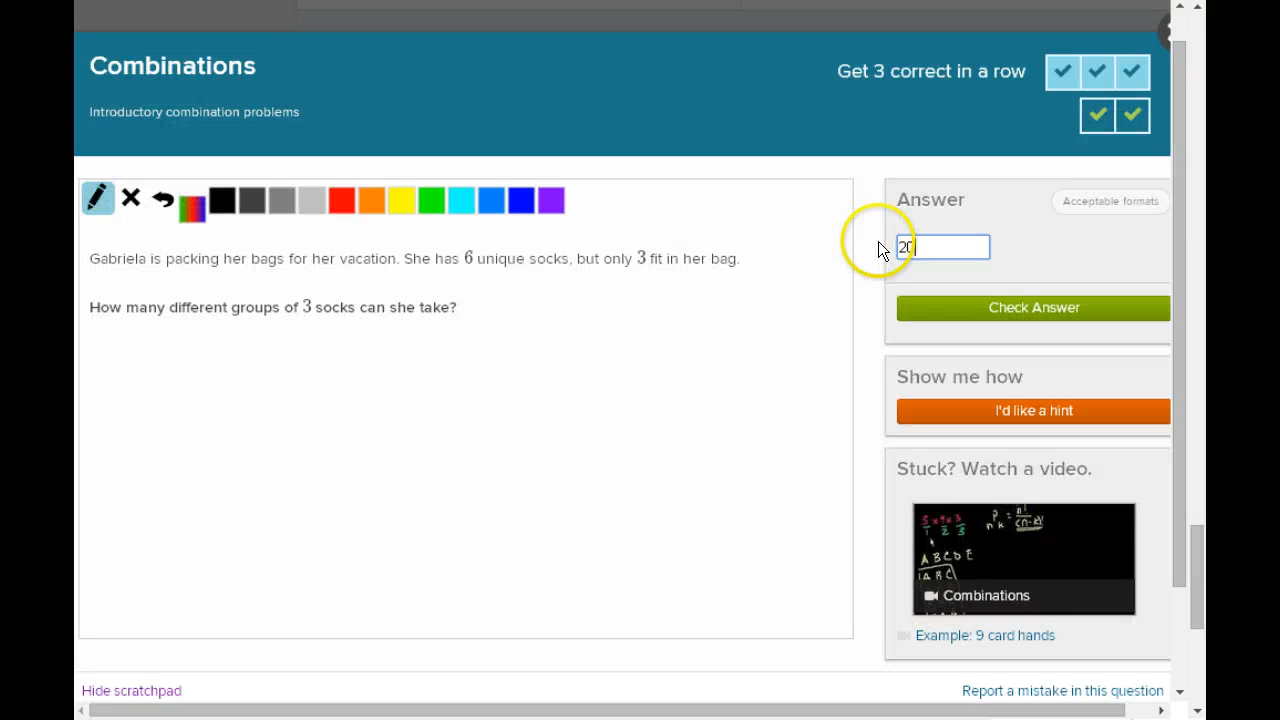 Combinations
Get 3 correct in a row
Introductory combination problems
Gabriela is packing her bags for her vacation. She has 6 unique socks, but only 3 fit in her bag.
How many different groups of 3 socks can she take?
Answer
Acceptable formats
20
Check Answer
Show me how
I'd like a hint
Stuck? Watch a video.
A B C D E
Combinations
Example: 9 card hands
Hide scratchpad
Report a mistake in this question